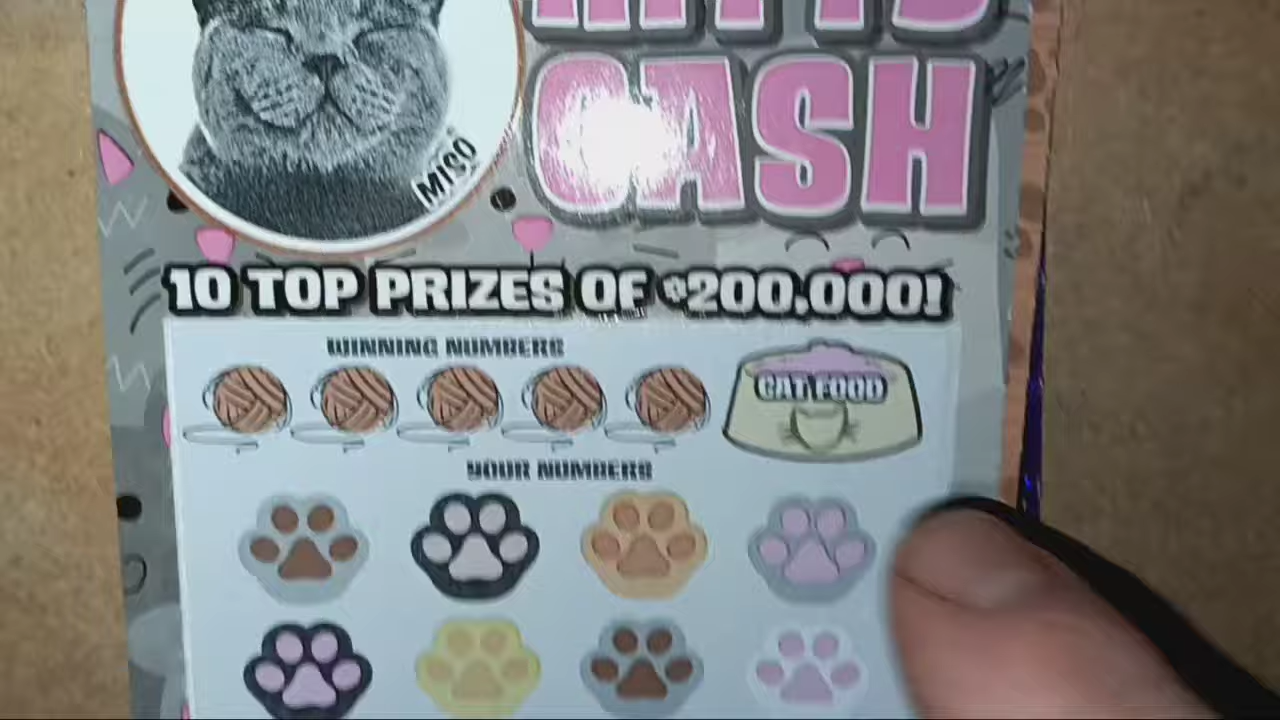 CASH
MISO
10 TOP PRIZES OF $200,000!
WINNING NUMBERS
CAT FOOD
YOUR NUMBERS